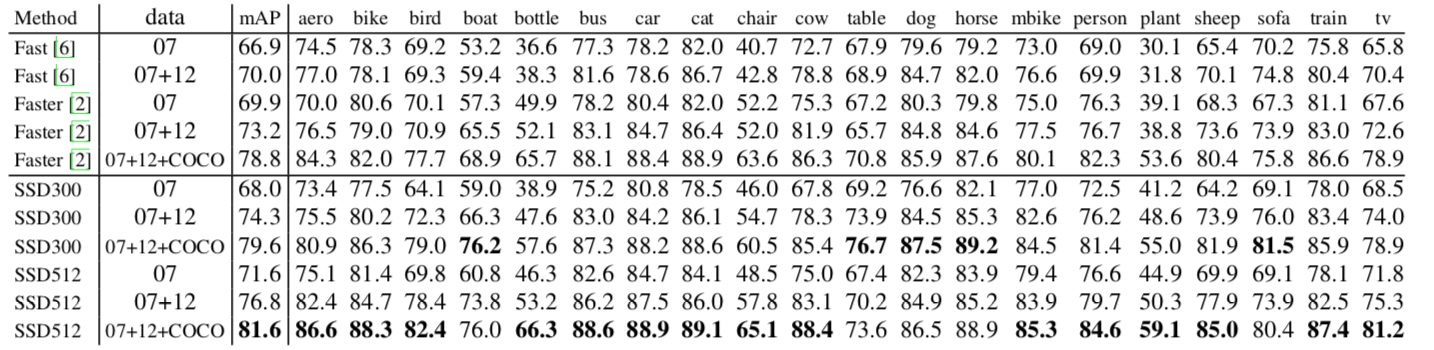 Method data mAP aero bike bird boat bottle bus car cat chair cow table dog horse mbike person plant sheep sofa train tv
Fast [6] 07 66.9 74.5 78.3 69.2 53.2 36.6 77.3 78.2 82.0 40.7 72.7 67.9 79.6 79.2 73.0 69.0 30.1 65.4 70.2 75.8 65.8
Fast [6] 07+12 70.0 77.0 78.1 69.3 59.4 38.3 81.6 78.6 86.7 42.8 78.8 68.9 84.7 82.0 76.6 69.9 31.8 70.1 74.8 80.4 70.4
Faster [2] 07 69.9 70.0 80.6 70.1 57.3 49.9 78.2 80.4 82.0 52.2 75.3 67.2 80.3 79.8 75.0 76.3 39.1 68.3 67.3 81.1 67.6
Faster [2] 07+12 73.2 76.5 79.0 70.9 65.5 52.1 83.1 84.7 86.4 52.0 81.9 65.7 84.8 84.6 77.5 76.7 38.8 73.6 73.9 83.0 72.6
Faster [2] 07+12+COCO 78.8 84.3 82.0 77.7 68.9 65.7 88.1 88.4 88.9 63.6 86.3 70.8 85.9 87.6 80.1 82.3 53.6 80.4 75.8 86.6 78.9
SSD300 07 68.0 73.4 77.5 64.1 59.0 38.9 75.2 80.8 78.5 46.0 67.8 69.2 76.6 82.1 77.0 72.5 41.2 64.2 69.1 78.0 68.5
SSD300 07+12 74.3 75.5 80.2 72.3 66.3 47.6 83.0 84.2 86.1 54.7 78.3 73.9 84.5 85.3 82.6 76.2 48.6 73.9 76.0 83.4 74.0
SSD300 07+12+COCO 79.6 80.9 86.3 79.0 76.2 57.6 87.3 88.2 88.6 60.5 85.4 76.7 87.5 89.2 84.5 81.4 55.0 81.9 81.5 85.9 78.9
SSD512 07 71.6 75.1 81.4 69.8 60.8 46.3 82.6 84.7 84.1 48.5 75.0 67.4 82.3 83.9 79.4 76.6 44.9 69.9 69.1 78.1 71.8
SSD512 07+12 76.8 82.4 84.7 78.4 73.8 53.2 86.2 87.5 86.0 57.8 83.1 70.2 84.9 85.2 83.9 79.7 50.3 77.9 73.9 82.5 75.3
SSD512 07+12+COCO 81.6 86.6 88.3 82.4 76.0 66.3 88.6 88.9 89.1 65.1 88.4 73.6 86.5 88.9 85.3 84.6 59.1 85.0 80.4 87.4 81.2